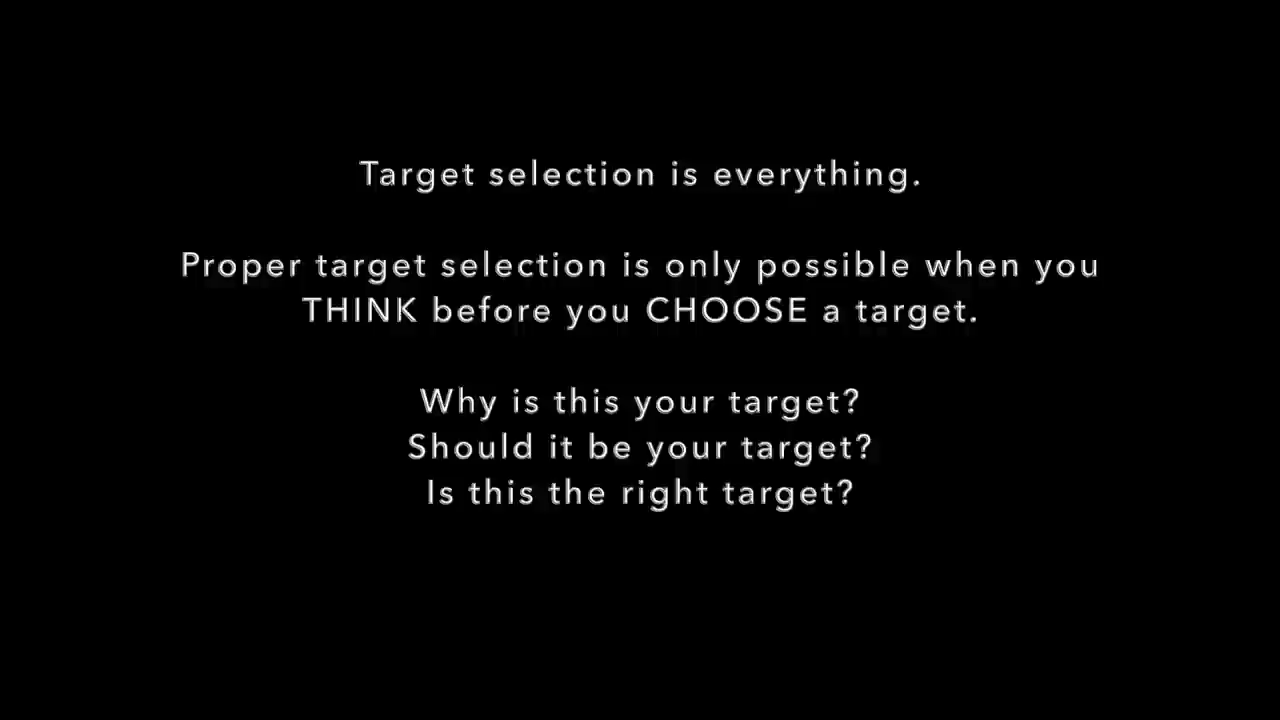 Target selection is everything.
Proper target selection is only possible when you
THINK before you CHOOSE a target.
Why is this your target?
Should it be your target?
Is this the right target?